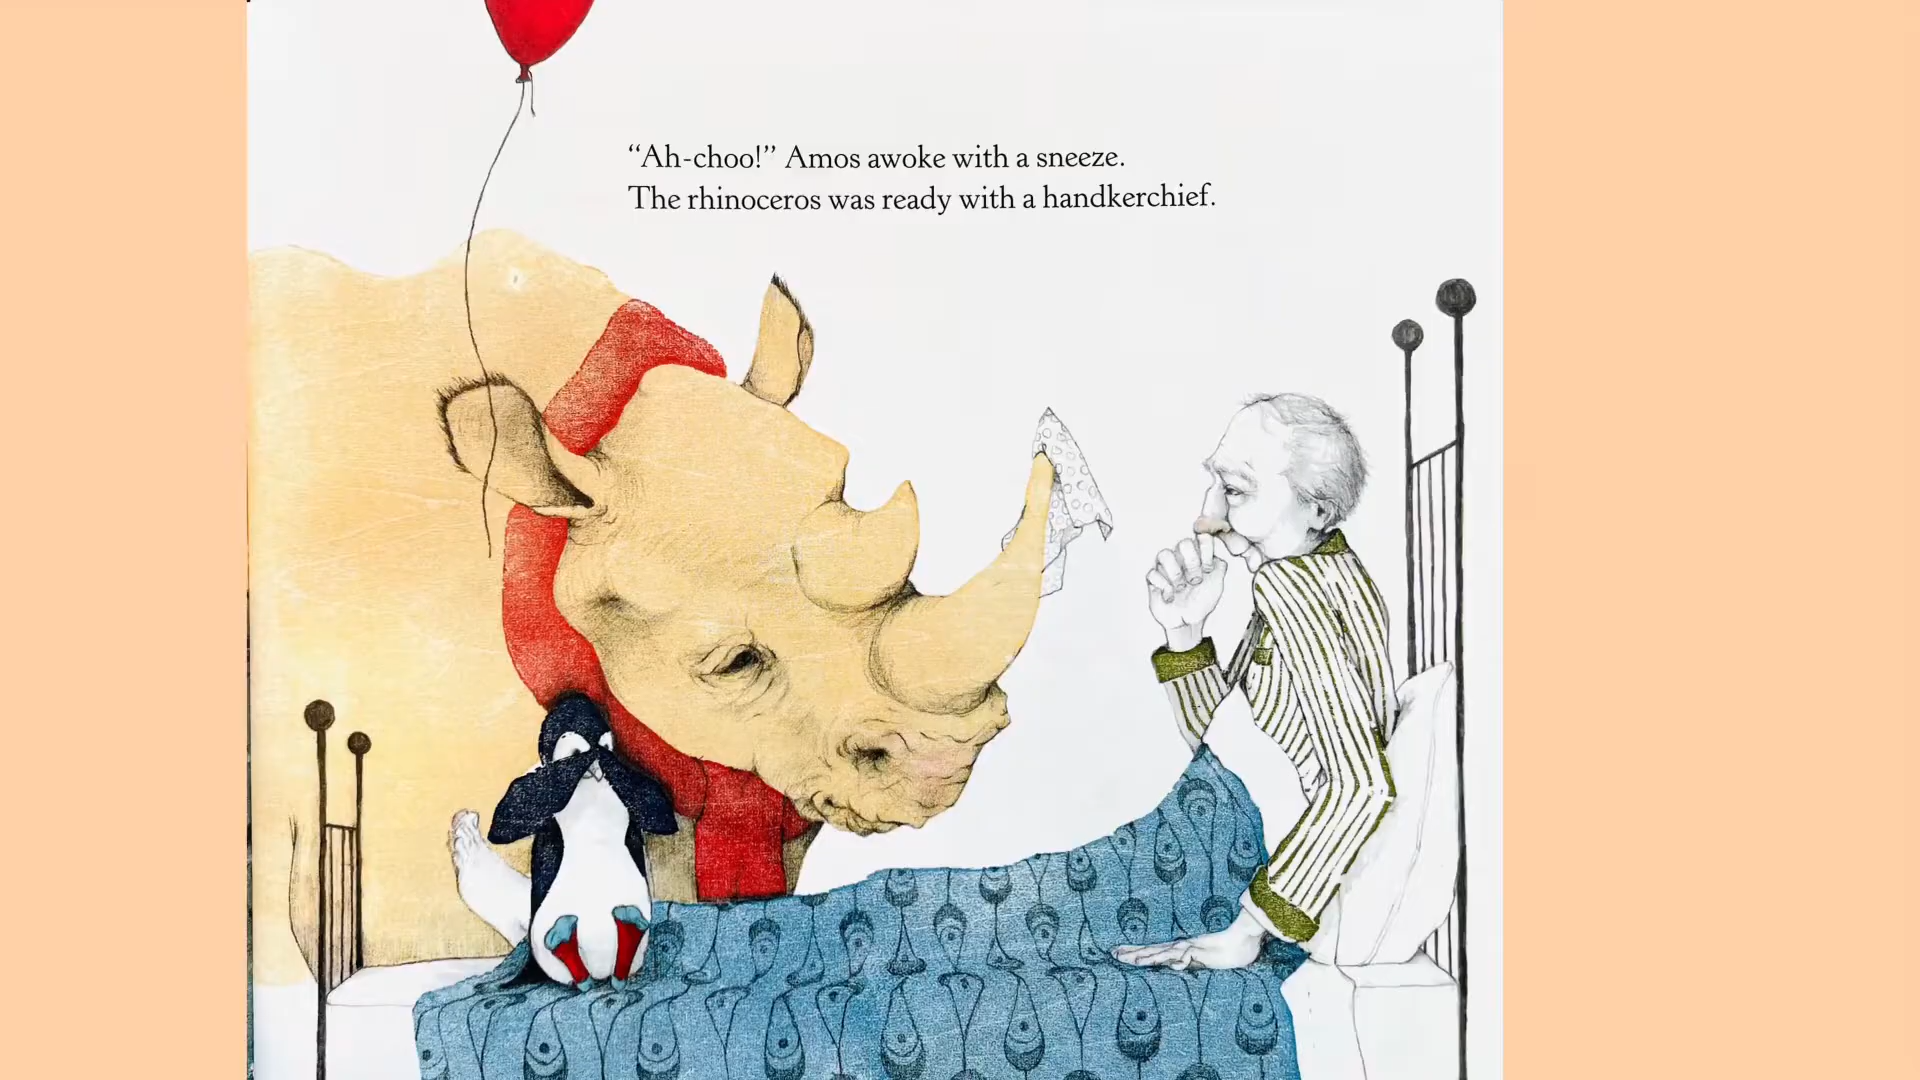 “Ah-choo!” Amos awoke with a sneeze.
The rhinoceros was ready with a handkerchief.